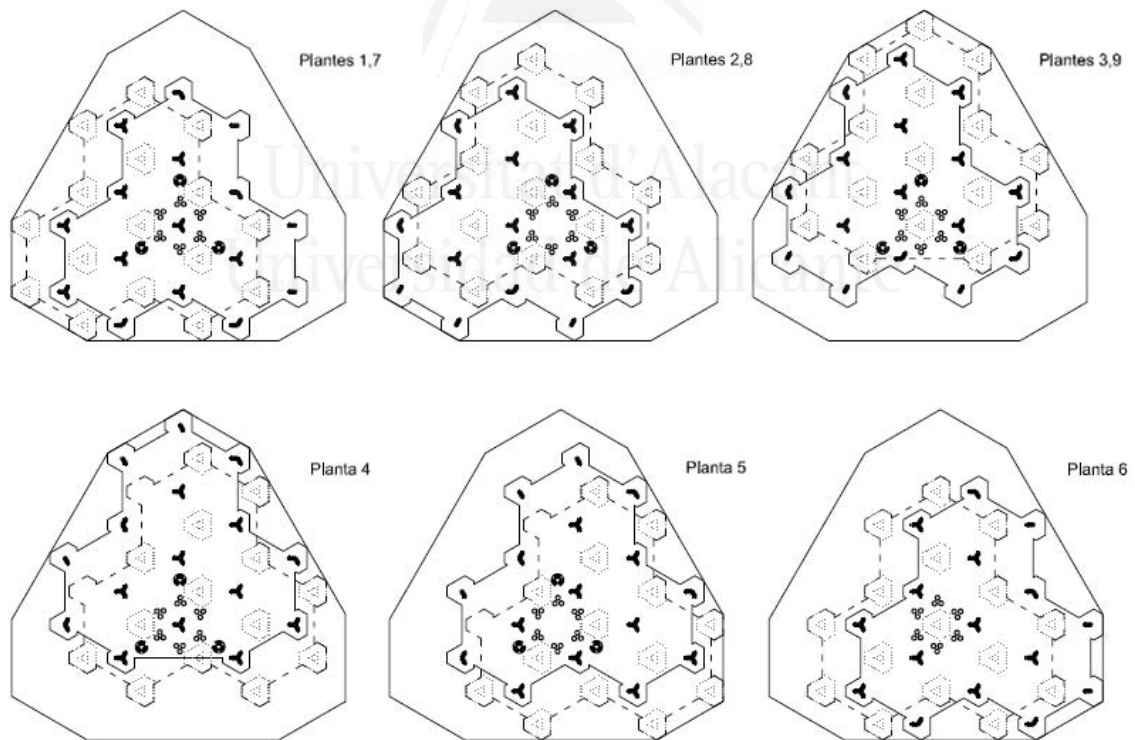 Plantes 1,7
Plantes 2,8
Plantes 3,9
Universitat d'Alacant
Universidad de Alicante
Planta 4
Planta 5
Planta 6